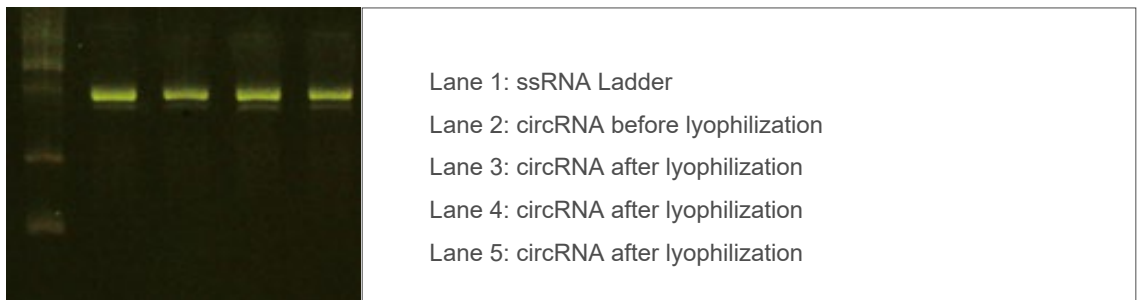 Lane 1: ssRNA Ladder
Lane 2: circRNA before lyophilization
Lane 3: circRNA after lyophilization
Lane 4: circRNA after lyophilization
Lane 5: circRNA after lyophilization